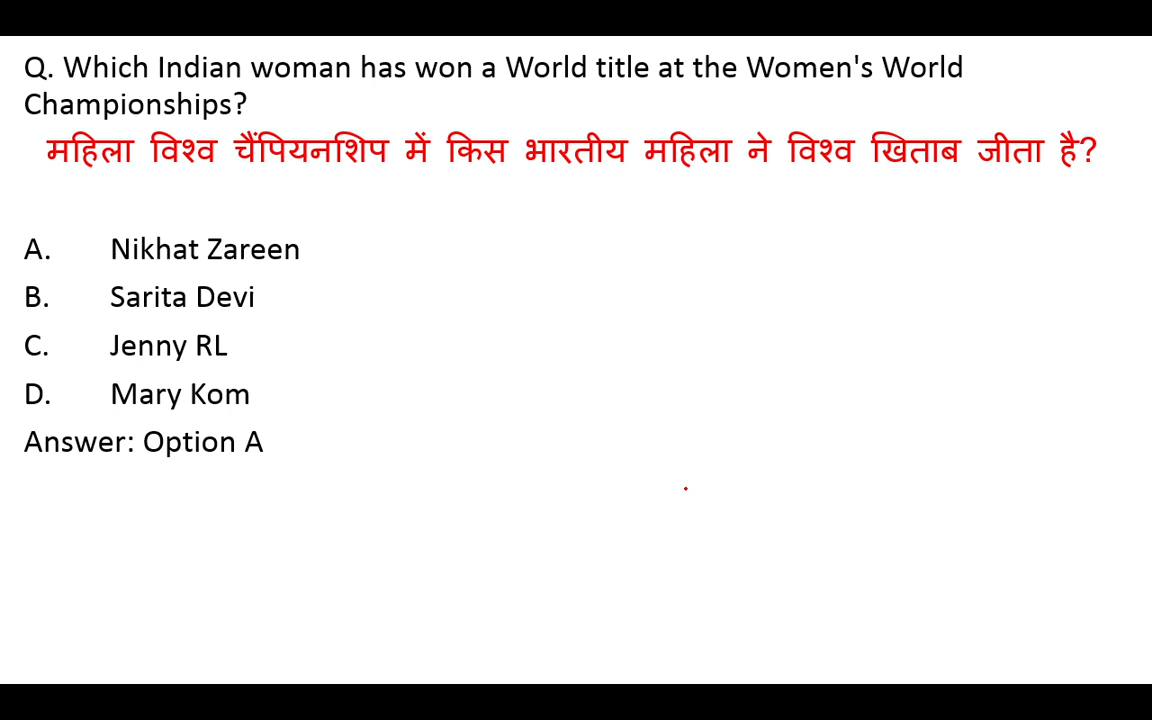 Q. Which Indian woman has won a World title at the Women's World
Championships?
महिला विश्व चैंपियनशिप में किस भारतीय महिला ने विश्व खिताब जीता है?
A. Nikhat Zareen
B. Sarita Devi
C. Jenny RL
D. Mary Kom
Answer: Option A